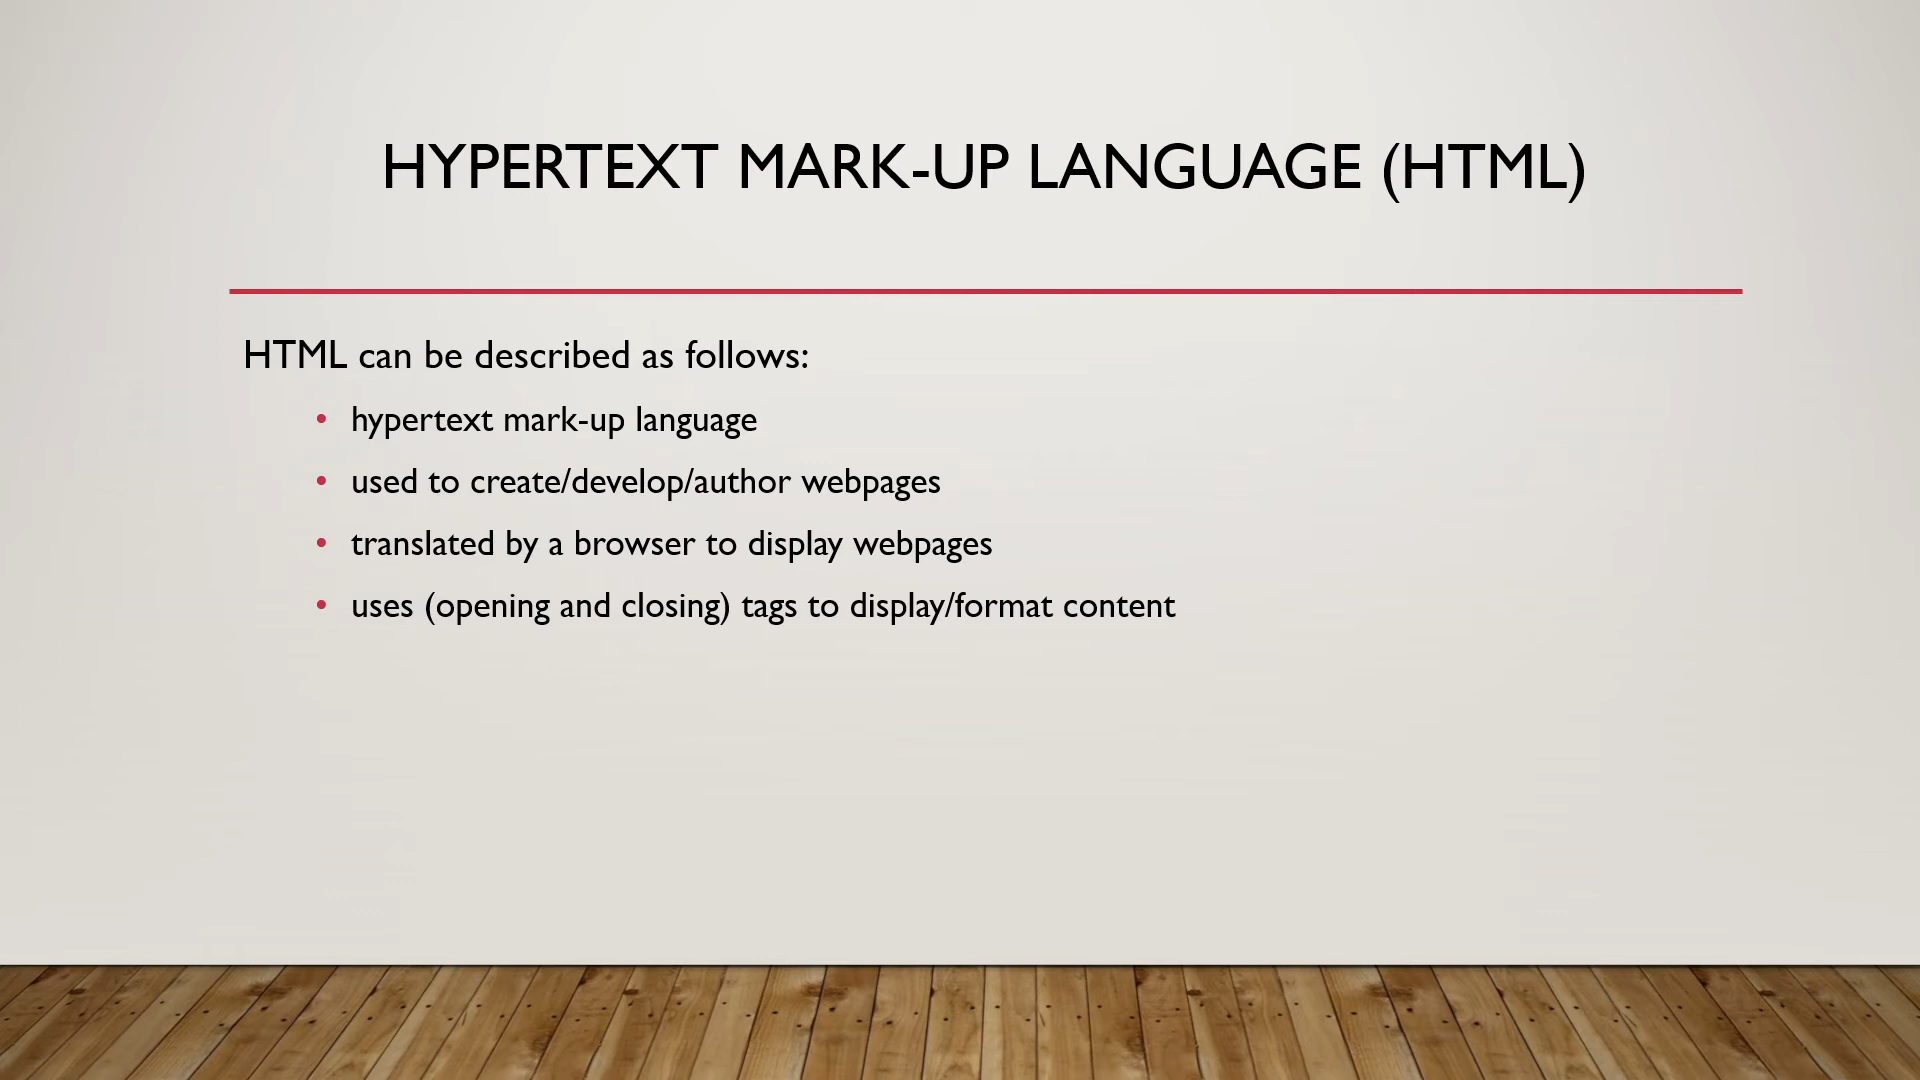 HYPERTEXT MARK-UP LANGUAGE (HTML)
HTML can be described as follows:
• hypertext mark-up language
• used to create/develop/author webpages
• translated by a browser to display webpages
• uses (opening and closing) tags to display/format content